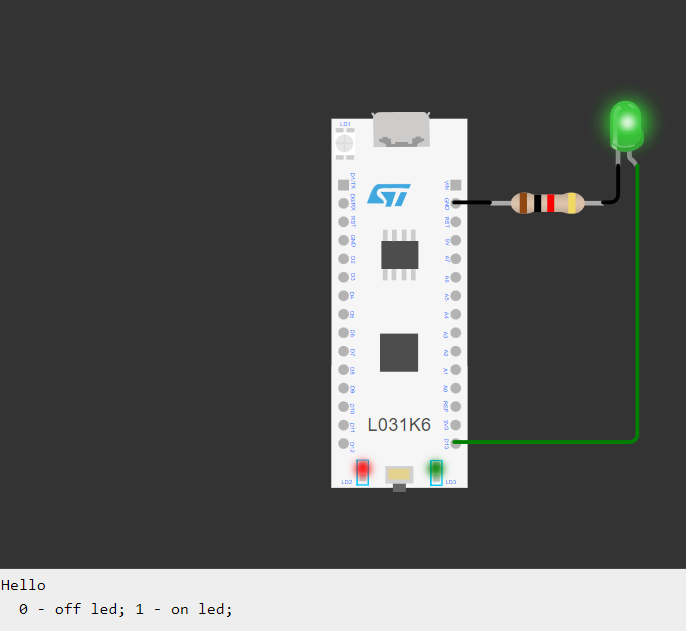 LD1
D1/TX
D0/RX
RST
GND
D2
D3
D4
D5
D6
D7
D8
D9
D10
D11
D12
VIN
GND
RST
5V
A7
A6
A5
A4
A3
A2
A1
A0
REF
3V3
D13
ST
L031K6
LD2
LD3
Hello
0 - off led; 1 - on led;